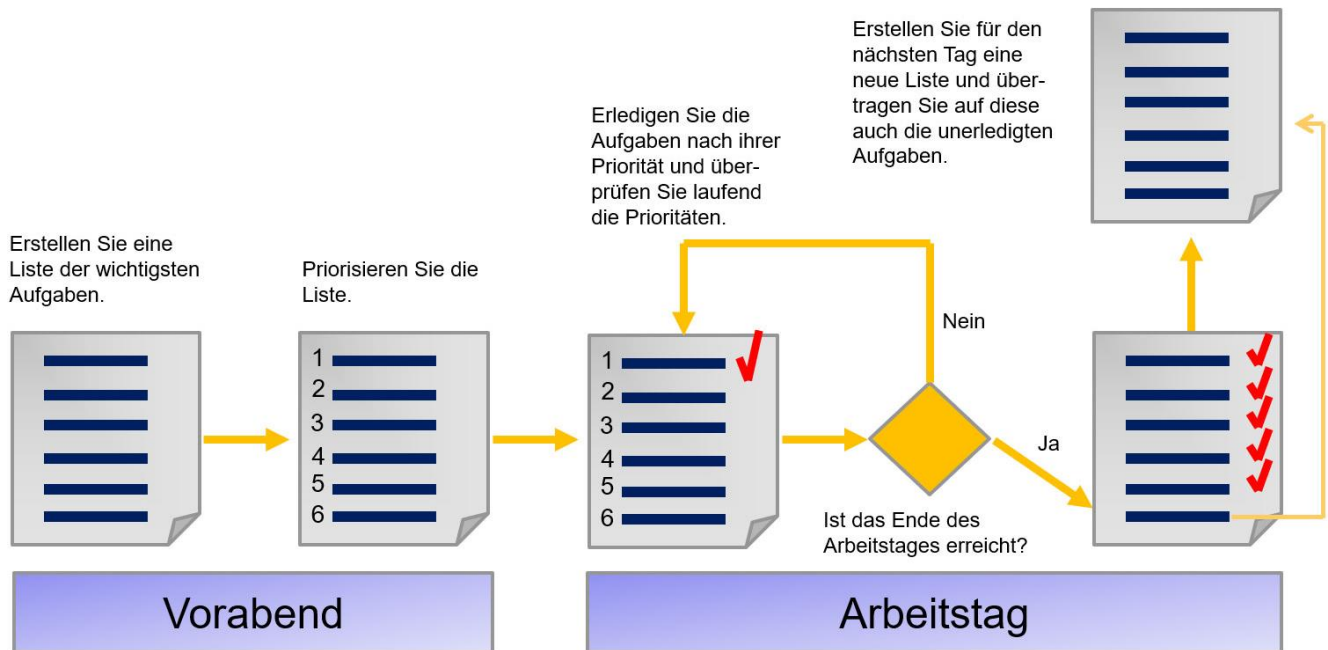 Erstellen Sie eine
Liste der wichtigsten
Aufgaben.
Priorisieren Sie die
Liste.
Erledigen Sie die
Aufgaben nach ihrer
Priorität und über-
prüfen Sie laufend
die Prioritäten.
Erstellen Sie für den
nächsten Tag eine
neue Liste und über-
tragen Sie auf diese
auch die unerledigten
Aufgaben.
1
2
3
4
5
6
1
2
3
4
5
6
Nein
Ja
Ist das Ende des
Arbeitstages erreicht?
Vorabend
Arbeitstag